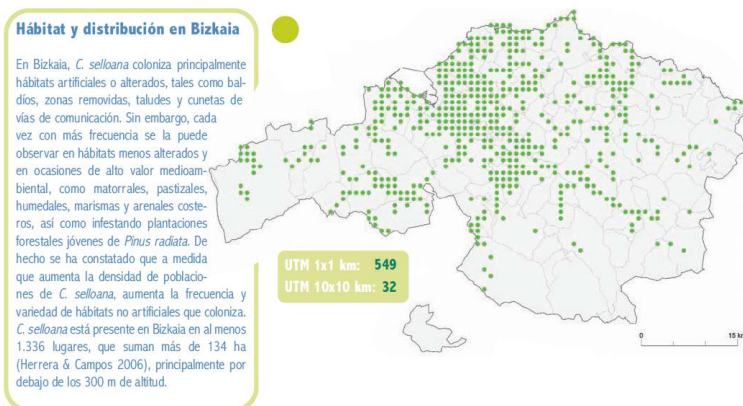 Hábitat y distribución en Bizkaia
En Bizkaia, C. selloana coloniza principalmente
hábitats artificiales o alterados, tales como bal-
díos, zonas removidas, taludes y cunetas de
vías de comunicación. Sin embargo, cada
vez con más frecuencia se la puede
observar en hábitats menos alterados y
en ocasiones de alto valor medioam-
biental, como matorrales, pastizales,
humedales, marismas y arenales coste-
ros, así como infestando plantaciones
forestales jóvenes de Pinus radiata. De
hecho se ha constatado que a medida
que aumenta la densidad de poblacio-
nes de C. selloana, aumenta la frecuencia y
variedad de hábitats no artificiales que coloniza.
C. selloana está presente en Bizkaia en al menos
1.336 lugares, que suman más de 134 ha
(Herrera & Campos 2006), principalmente por
debajo de los 300 m de altitud.
UTM 1x1 km: 549
UTM 10x10 km: 32
0 15 km